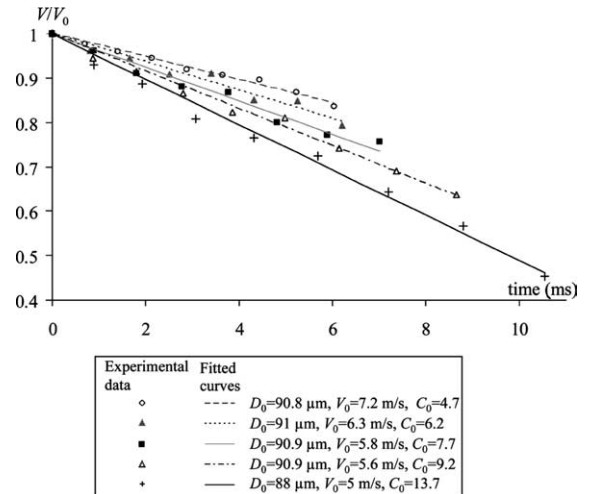 V/V₀
1
0.9
0.8
0.7
0.6
0.5
0.4
time (ms)
0 2 4 6 8 10
Experimental data Fitted curves
D₀=90.8 µm, V₀=7.2 m/s, C₀=4.7
D₀=91 µm, V₀=6.3 m/s, C₀=6.2
D₀=90.9 µm, V₀=5.8 m/s, C₀=7.7
D₀=90.9 µm, V₀=5.6 m/s, C₀=9.2
D₀=88 µm, V₀=5 m/s, C₀=13.7